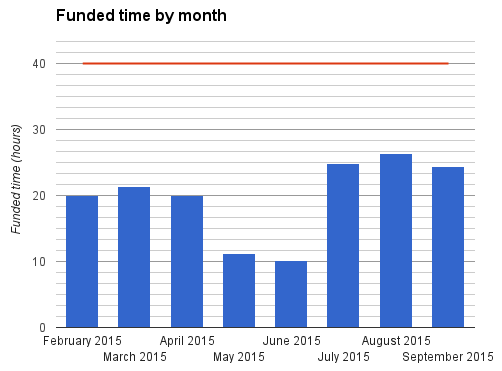 Funded time by month
Funded time (hours)
40
30
20
10
0
February 2015
March 2015
April 2015
May 2015
June 2015
July 2015
August 2015
September 2015